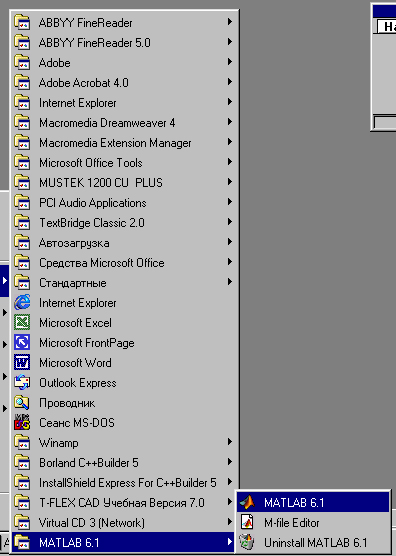 ABBYY FineReader
ABBYY FineReader 5.0
Adobe
Adobe Acrobat 4.0
Internet Explorer
Macromedia Dreamweaver 4
Macromedia Extension Manager
Microsoft Office Tools
MUSTEK 1200 CU PLUS
PCI Audio Applications
TextBridge Classic 2.0
Автозагрузка
Средства Microsoft Office
Стандартные
Internet Explorer
Microsoft Excel
Microsoft FrontPage
Microsoft Word
Outlook Express
Проводник
Сеанс MS-DOS
Winamp
Borland C++Builder 5
InstallShield Express For C++Builder 5
T-FLEX CAD Учебная Версия 7.0
Virtual CD 3 (Network)
MATLAB 6.1
MATLAB 6.1
M-file Editor
Uninstall MATLAB 6.1